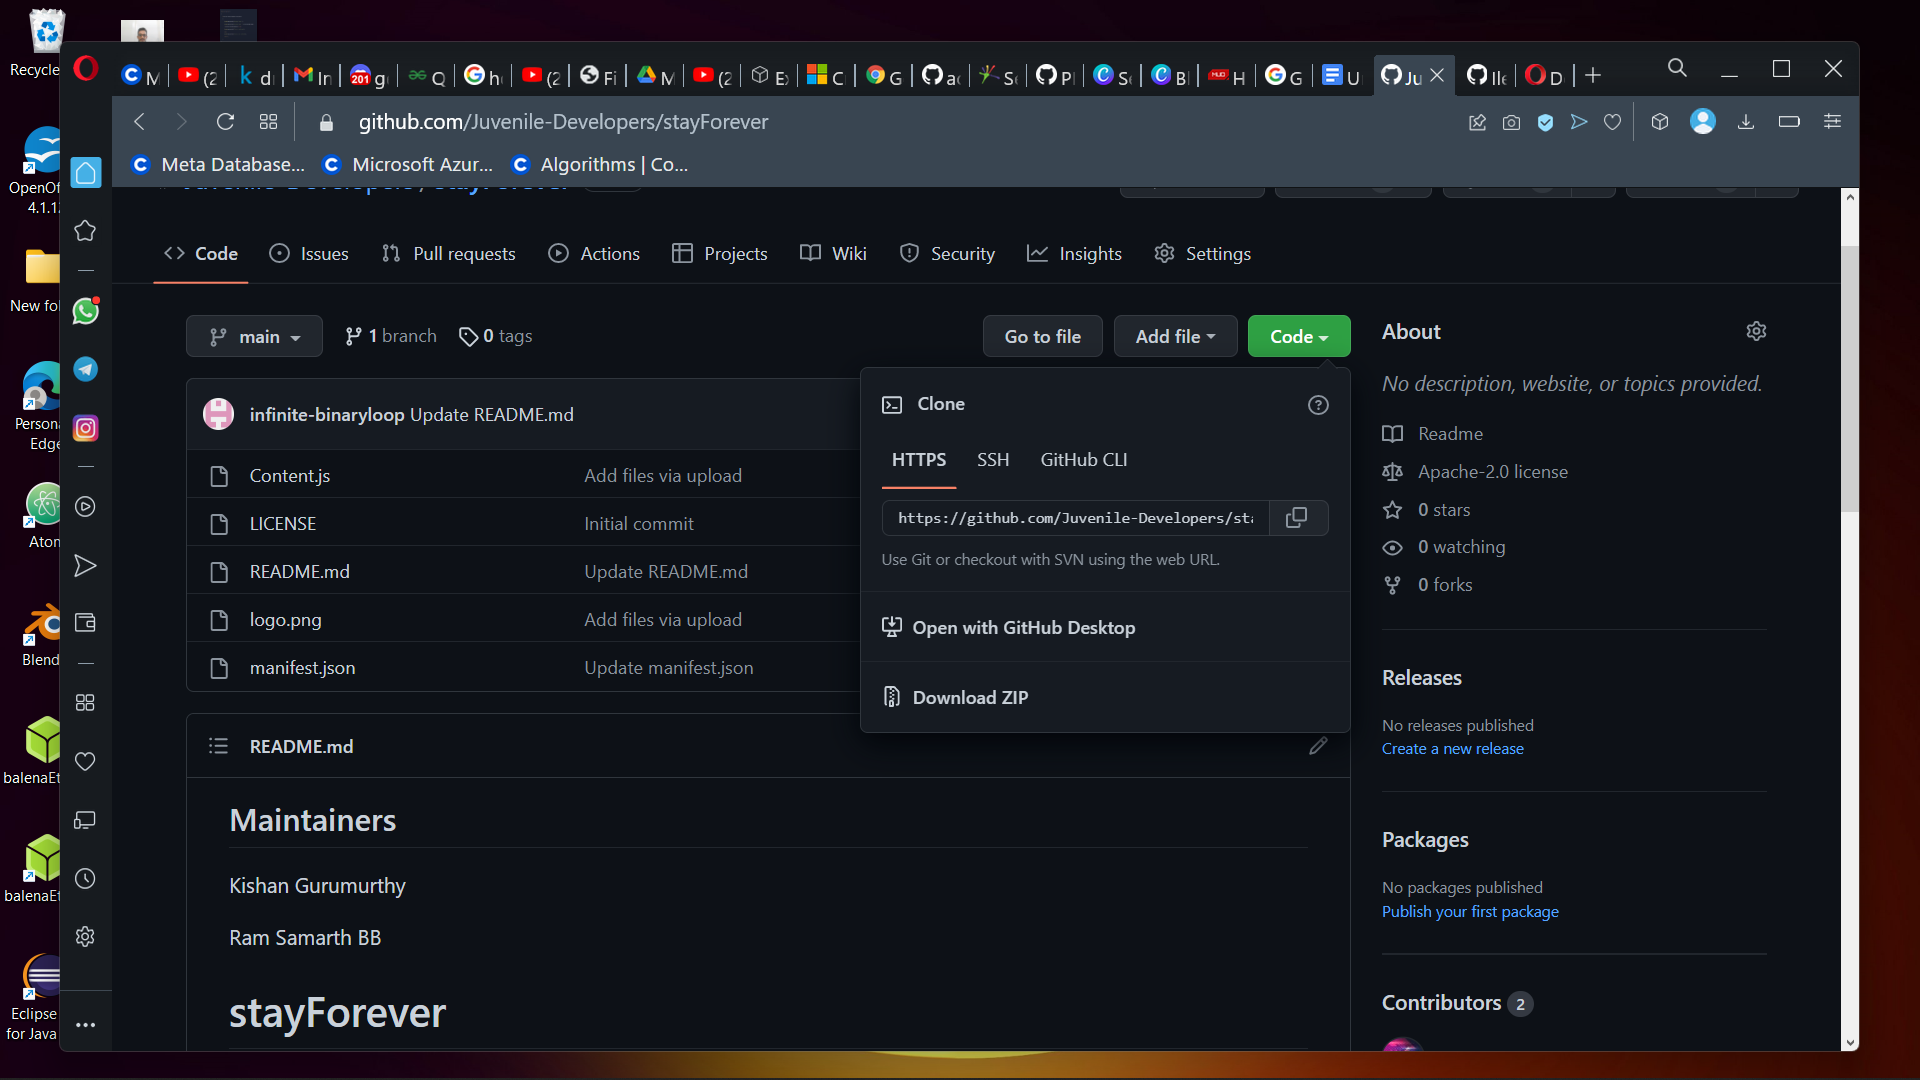 Recycle
OpenOf
4.1.1
New fo
Persona
Edge
Atom
Blend
balenaEt
balenaEt
Eclipse
for Java
M
(2
In
g
Q
(2
Fi
M
(2
G
H
G
U
Ju
D
github.com/Juvenile-Developers/stayForever
Meta Database...
Microsoft Azur...
Algorithms | Co...
Juvenile-Developers / stayForever
Code
Issues
Pull requests
Actions
Projects
Wiki
Security
Insights
Settings
main
1 branch
0 tags
Go to file
Add file
Code
infinite-binaryloop Update README.md
Content.js
Add files via upload
LICENSE
Initial commit
README.md
Update README.md
logo.png
Add files via upload
manifest.json
Update manifest.json
Clone
HTTPS
SSH
GitHub CLI
https://github.com/Juvenile-Developers/sta
Use Git or checkout with SVN using the web URL.
Open with GitHub Desktop
Download ZIP
README.md
Maintainers
Kishan Gurumurthy
Ram Samarth BB
stayForever
About
No description, website, or topics provided.
Readme
Apache-2.0 license
0 stars
0 watching
0 forks
Releases
No releases published
Create a new release
Packages
No packages published
Publish your first package
Contributors 2